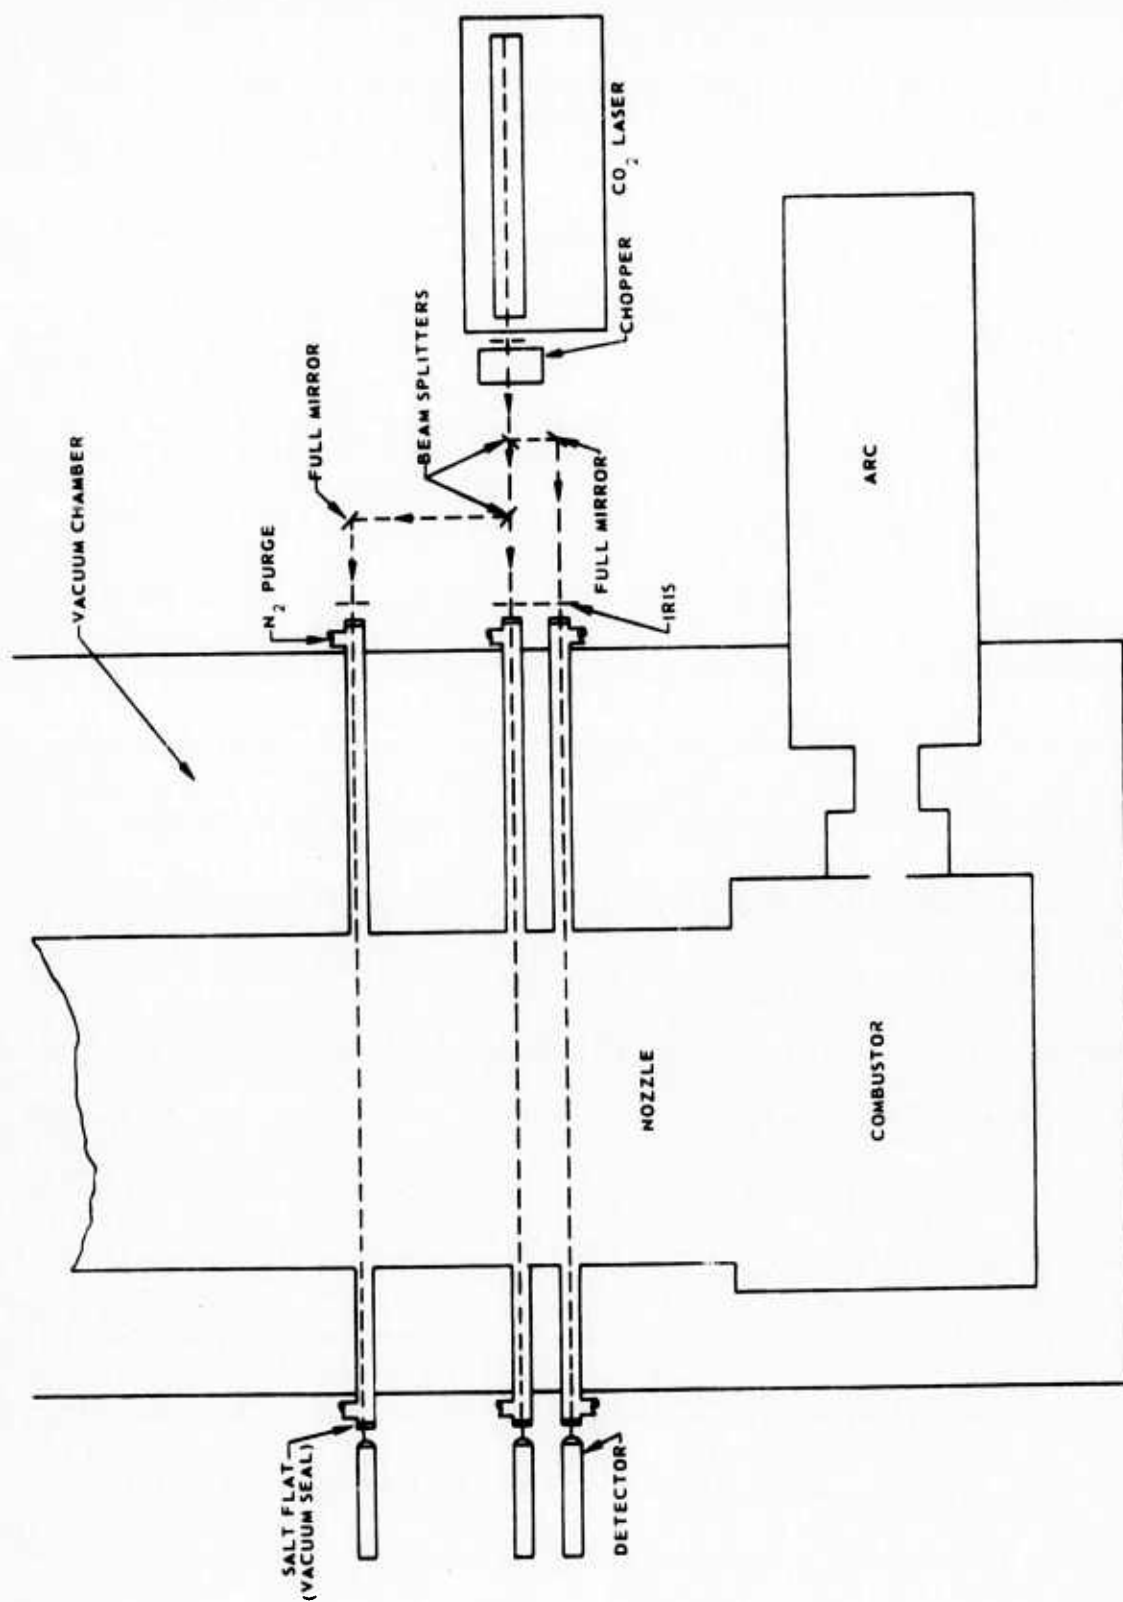 VACUUM CHAMBER
N2 PURGE
FULL MIRROR
BEAM SPLITTERS
CHOPPER
CO2 LASER
FULL MIRROR
IRIS
ARC
NOZZLE
COMBUSTOR
SALT FLAT
(VACUUM SEAL)
DETECTOR